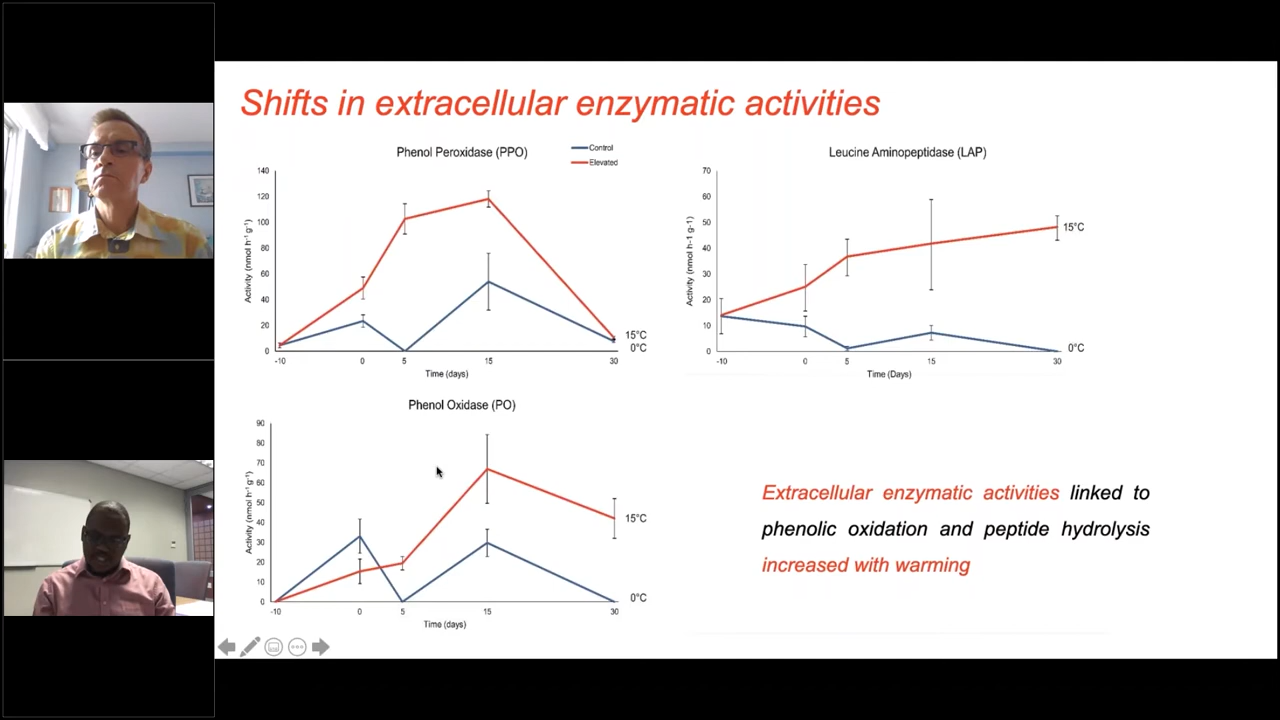 Shifts in extracellular enzymatic activities
Phenol Peroxidase (PPO)
Control
Elevated
140
120
100
80
60
40
20
0
Activity (nmol h⁻¹ g⁻¹)
-10 0 5 15 30
Time (days)
15°C
0°C
Leucine Aminopeptidase (LAP)
70
60
50
40
30
20
10
0
Activity (nmol h-1 g-1)
-10 0 5 15 30
Time (Days)
15°C
0°C
Phenol Oxidase (PO)
90
80
70
60
50
40
30
20
10
0
Activity (nmol h⁻¹ g⁻¹)
-10 0 5 15 30
Time (days)
15°C
0°C
Extracellular enzymatic activities linked to
phenolic oxidation and peptide hydrolysis
increased with warming